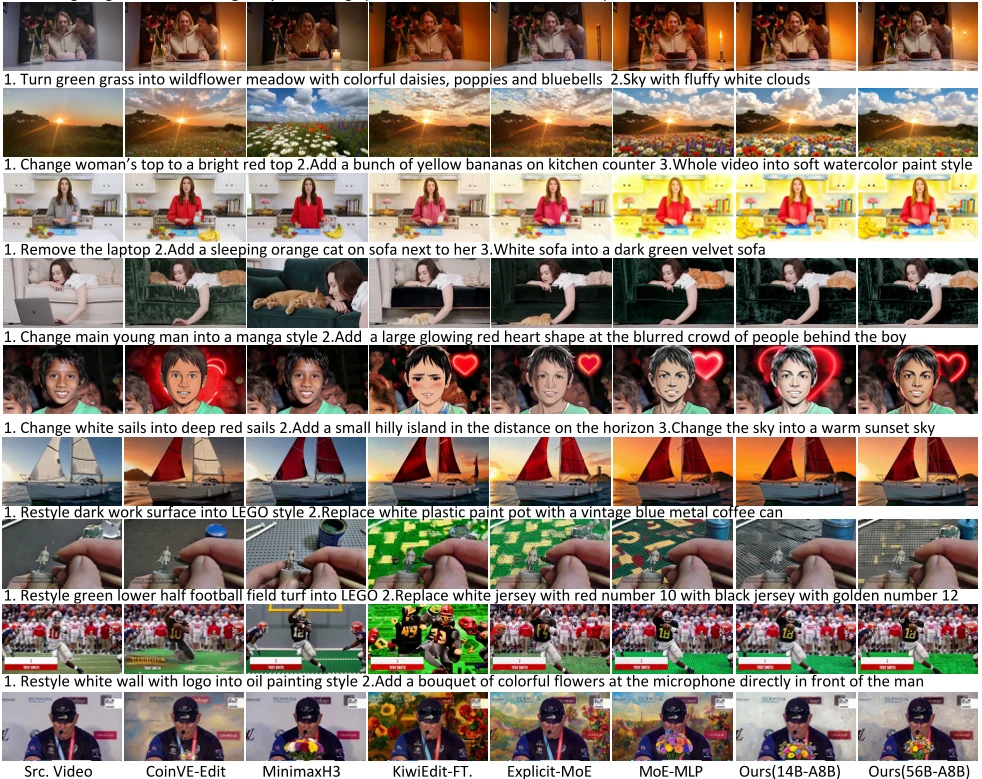 1. Turn green grass into wildflower meadow with colorful daisies, poppies and bluebells 2.Sky with fluffy white clouds
1. Change woman's top to a bright red top 2.Add a bunch of yellow bananas on kitchen counter 3.Whole video into soft watercolor paint style
1. Remove the laptop 2.Add a sleeping orange cat on sofa next to her 3.White sofa into a dark green velvet sofa
1. Change main young man into a manga style 2.Add a large glowing red heart shape at the blurred crowd of people behind the boy
1. Change white sails into deep red sails 2.Add a small hilly island in the distance on the horizon 3.Change the sky into a warm sunset sky
1. Restyle dark work surface into LEGO style 2.Replace white plastic paint pot with a vintage blue metal coffee can
1. Restyle green lower half football field turf into LEGO 2.Replace white jersey with red number 10 with black jersey with golden number 12
1. Restyle white wall with logo into oil painting style 2.Add a bouquet of colorful flowers at the microphone directly in front of the man
Src. Video CoinVE-Edit MinimaxH3 KiwiEdit-FT. Explicit-MoE MoE-MLP Ours(14B-A8B) Ours(56B-A8B)